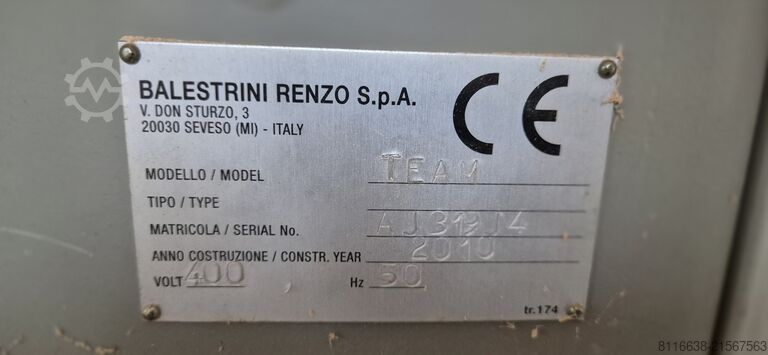 BALESTRINI RENZO S.p.A.
V. DON STURZO, 3
20030 SEVESO (MI) - ITALY
CE
MODELLO / MODEL TEAM
TIPO / TYPE
MATRICOLA / SERIAL No.
ANNO COSTRUZIONE / CONSTR. YEAR 2010
VOLT 400 Hz 50
tr.174
8116638-21567563